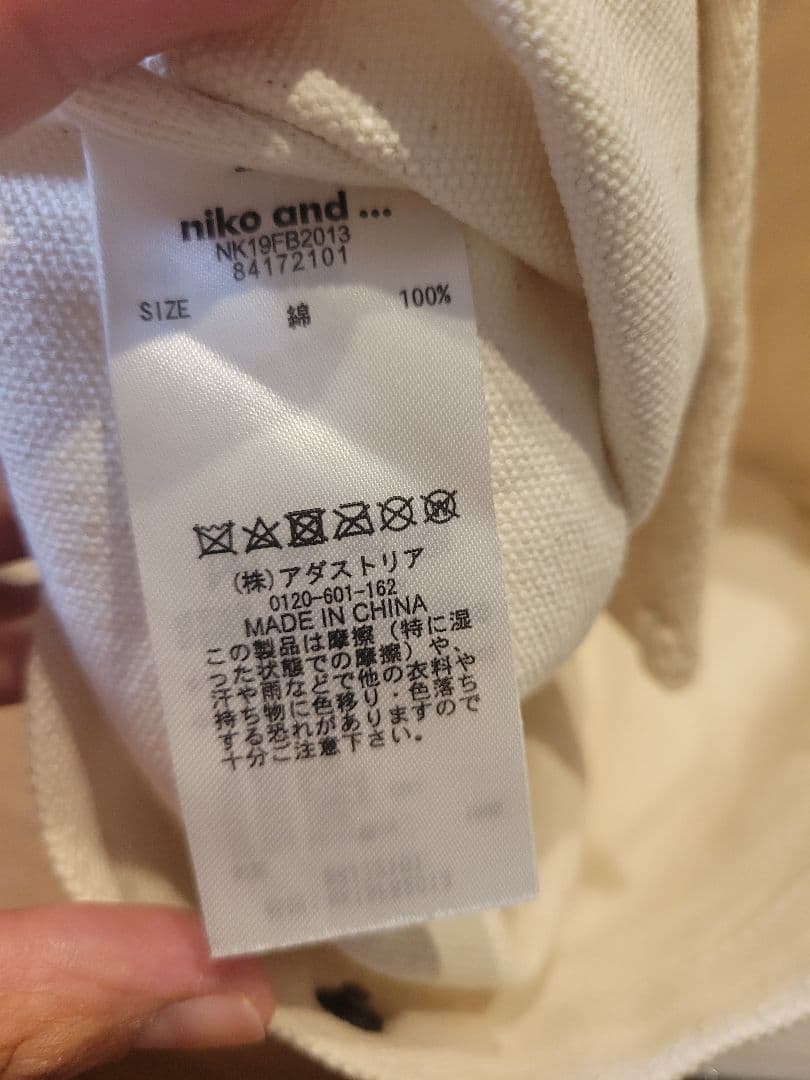 niko and ...
NK19FB2013
84172101
SIZE 綿 100%
(株)アダストリア
0120-601-162
MADE IN CHINA
この製品は摩擦(特に湿
った状態での摩擦)や、
汗や雨などで他の衣料や
持ち物に色移り・色落ち
する恐れがありますので
十分ご注意下さい。